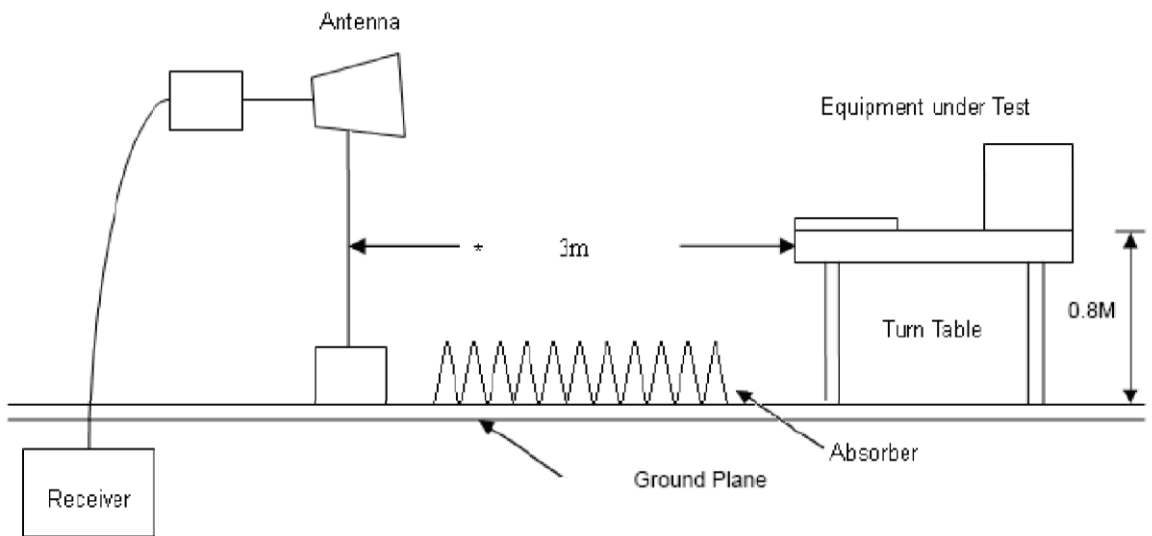 Antenna
Equipment under Test
* 3m
0.8M
Turn Table
Absorber
Ground Plane
Receiver